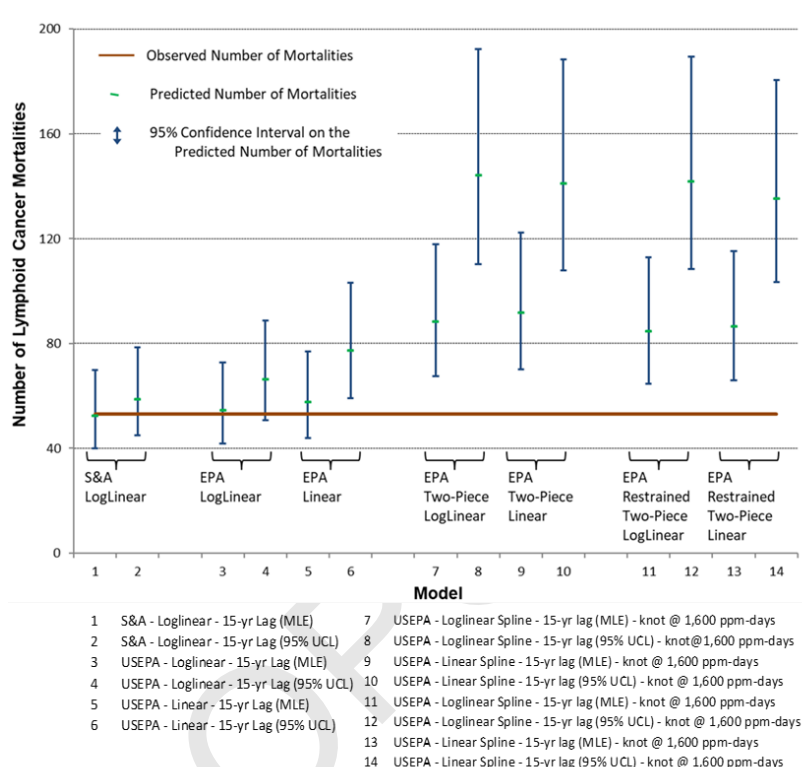 200
160
120
80
40
0
Number of Lymphoid Cancer Mortalities
Observed Number of Mortalities
Predicted Number of Mortalities
95% Confidence Interval on the
Predicted Number of Mortalities
S&A
LogLinear
EPA
LogLinear
EPA
Linear
EPA
Two-Piece
LogLinear
EPA
Two-Piece
Linear
EPA
Restrained
Two-Piece
LogLinear
EPA
Restrained
Two-Piece
Linear
1 2 3 4 5 6 7 8 9 10 11 12 13 14
Model
1 S&A - Loglinear - 15-yr Lag (MLE)
2 S&A - Loglinear - 15-yr Lag (95% UCL)
3 USEPA - Loglinear - 15-yr Lag (MLE)
4 USEPA - Loglinear - 15-yr Lag (95% UCL)
5 USEPA - Linear - 15-yr Lag (MLE)
6 USEPA - Linear - 15-yr Lag (95% UCL)
7 USEPA - Loglinear Spline - 15-yr lag (MLE) - knot @ 1,600 ppm-days
8 USEPA - Loglinear Spline - 15-yr lag (95% UCL) - knot@1,600 ppm-days
9 USEPA - Linear Spline - 15-yr lag (MLE) - knot @ 1,600 ppm-days
10 USEPA - Linear Spline - 15-yr lag (95% UCL) - knot @ 1,600 ppm-days
11 USEPA - Loglinear Spline - 15-yr lag (MLE) - knot @ 1,600 ppm-days
12 USEPA - Loglinear Spline - 15-yr lag (95% UCL) - knot @ 1,600 ppm-days
13 USEPA - Linear Spline - 15-yr lag (MLE) - knot @ 1,600 ppm-days
14 USEPA - Linear Spline - 15-yr lag (95% UCL) - knot @ 1,600 ppm-days